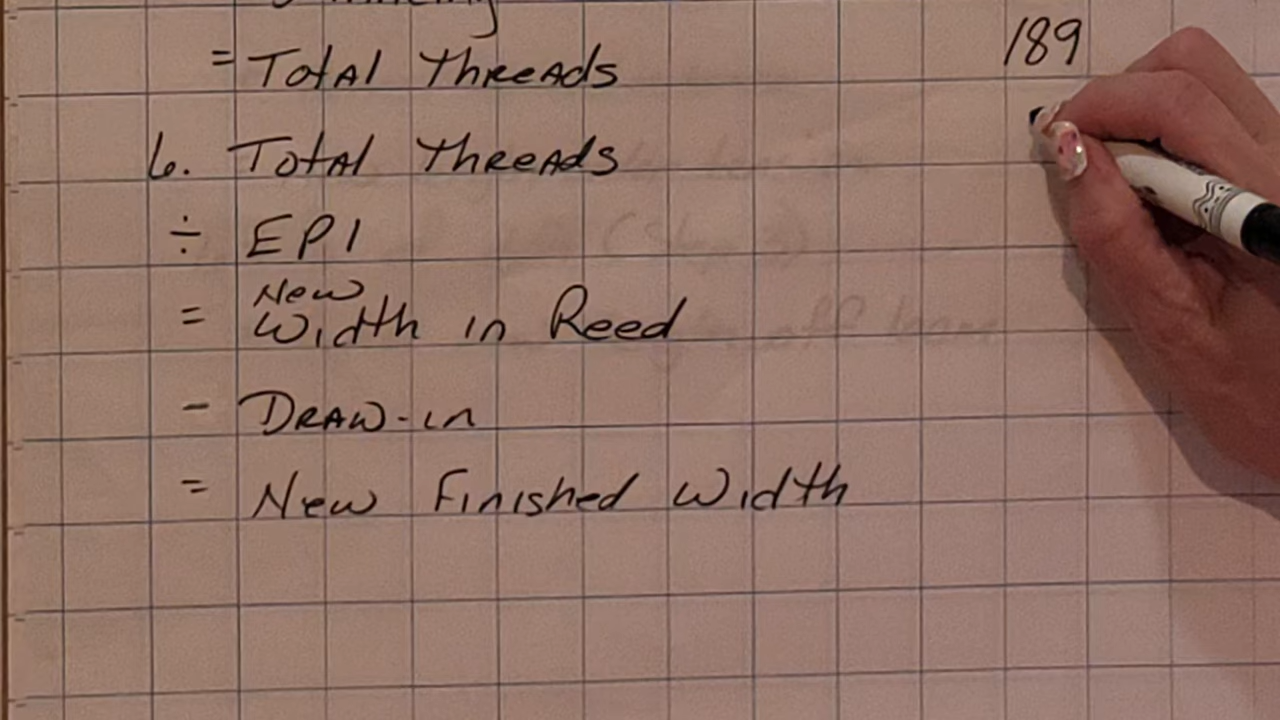 = Total Threads 189
6. Total Threads
÷ EPI
New
= Width in Reed
- Draw-in
= New Finished Width